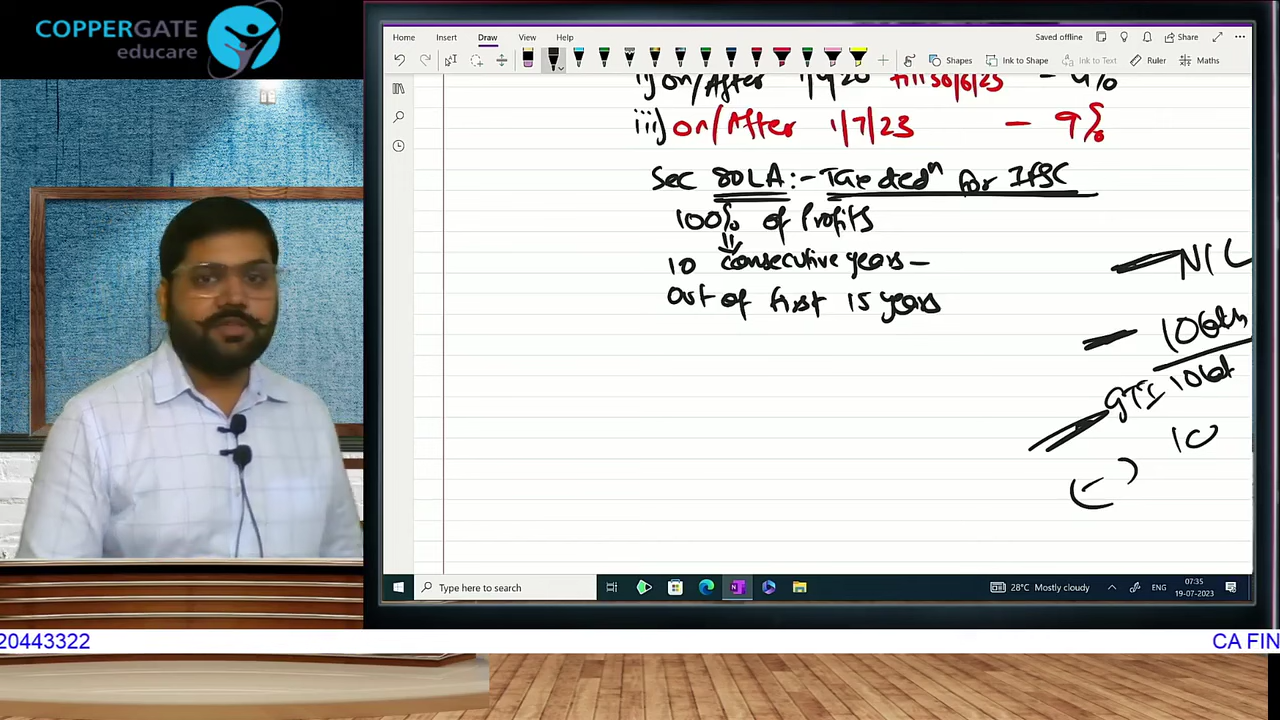 COPPERGATE
educare
Home Insert Draw View Help
Saved offline
Share
Shapes
Ink to Shape
Ink to Text
Ruler
Maths
on/After
iii) on/After 1/7/23 - 9%
Sec 80LA :-
for IFSC
100% of Profits
10 consecutive years -
out of first 15 years
NIL
GTI
10
(-)
Type here to search
28°C Mostly cloudy
ENG
07:35
19-07-2023
20443322
CA FIN